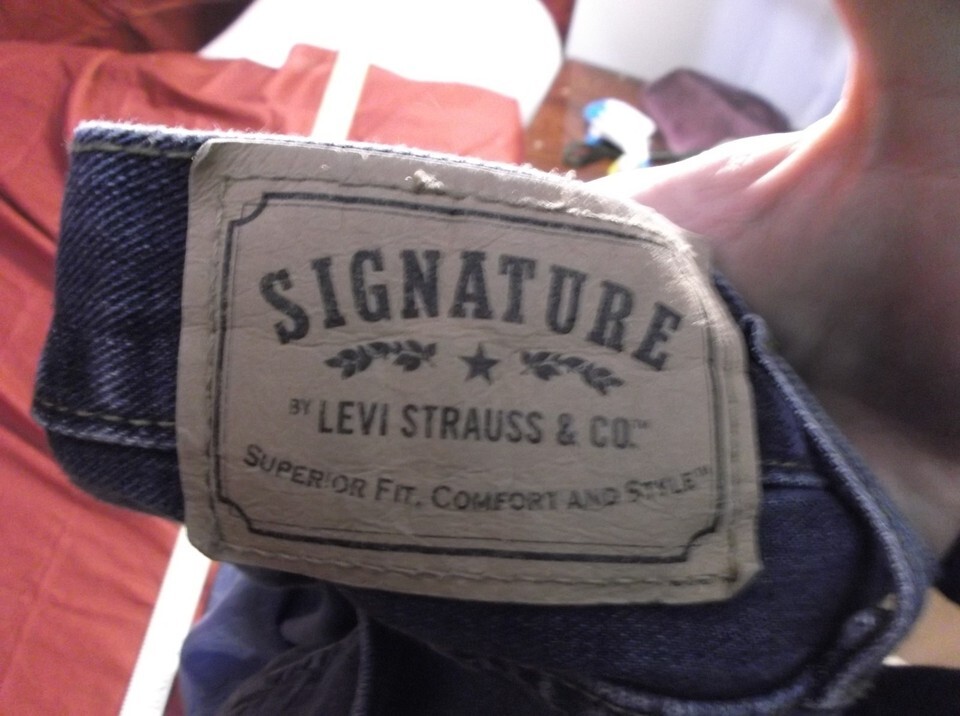 SIGNATURE
BY LEVI STRAUSS & CO.™
SUPERIOR FIT, COMFORT AND STYLE™